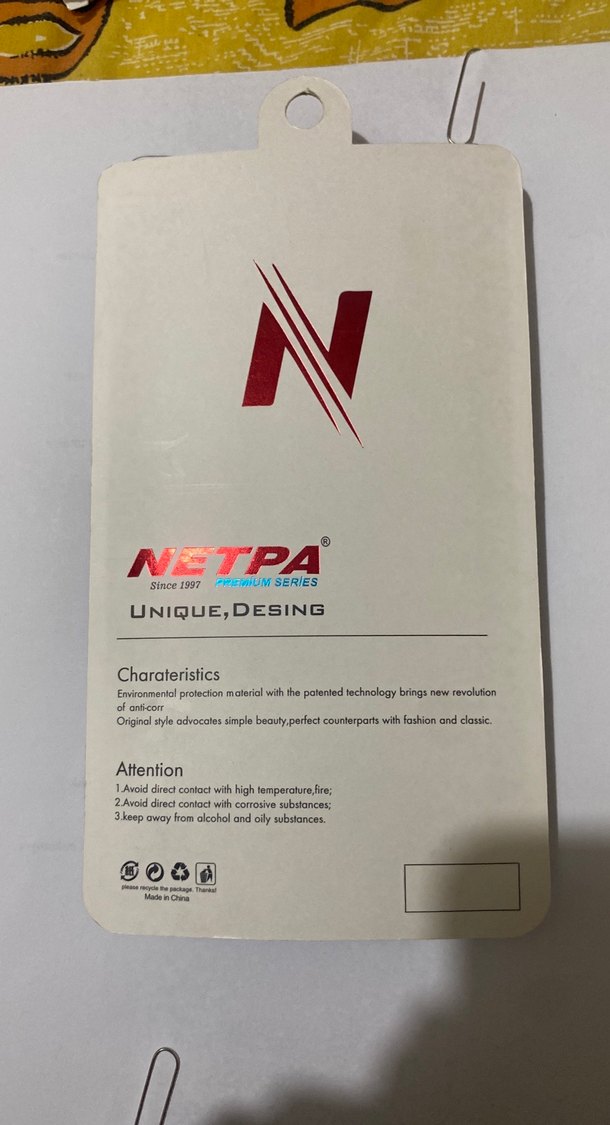 N
NETPA®
Since 1997 PREMIUM SERIES
UNIQUE,DESING
Charateristics
Environmental protection material with the patented technology brings new revolution
of anti-corr
Original style advocates simple beauty,perfect counterparts with fashion and classic.
Attention
1.Avoid direct contact with high temperature,fire;
2.Avoid direct contact with corrosive substances;
3.keep away from alcohol and oily substances.
please recycle the package. Thanks!
Made in China